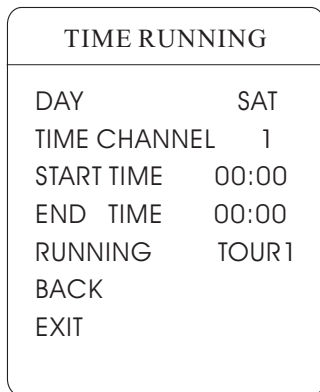 TIME RUNNING
DAY SAT
TIME CHANNEL 1
START TIME 00:00
END TIME 00:00
RUNNING TOUR1
BACK
EXIT